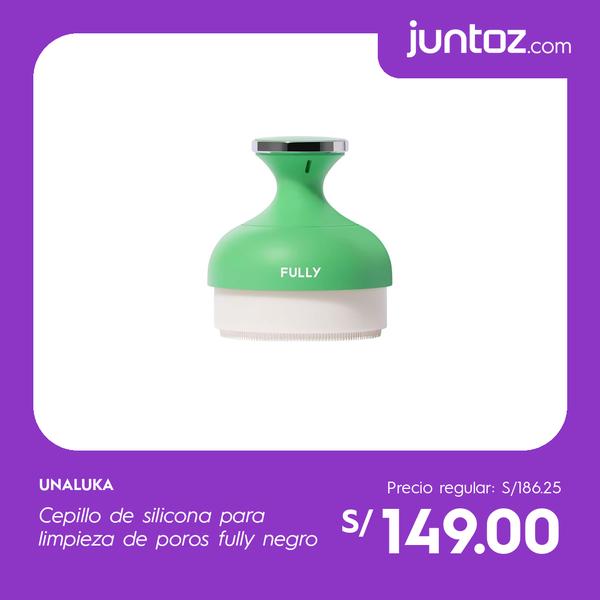 juntoz.com
FULLY
UNALUKA
Cepillo de silicona para
limpieza de poros fully negro
Precio regular: S/186.25
S/149.00